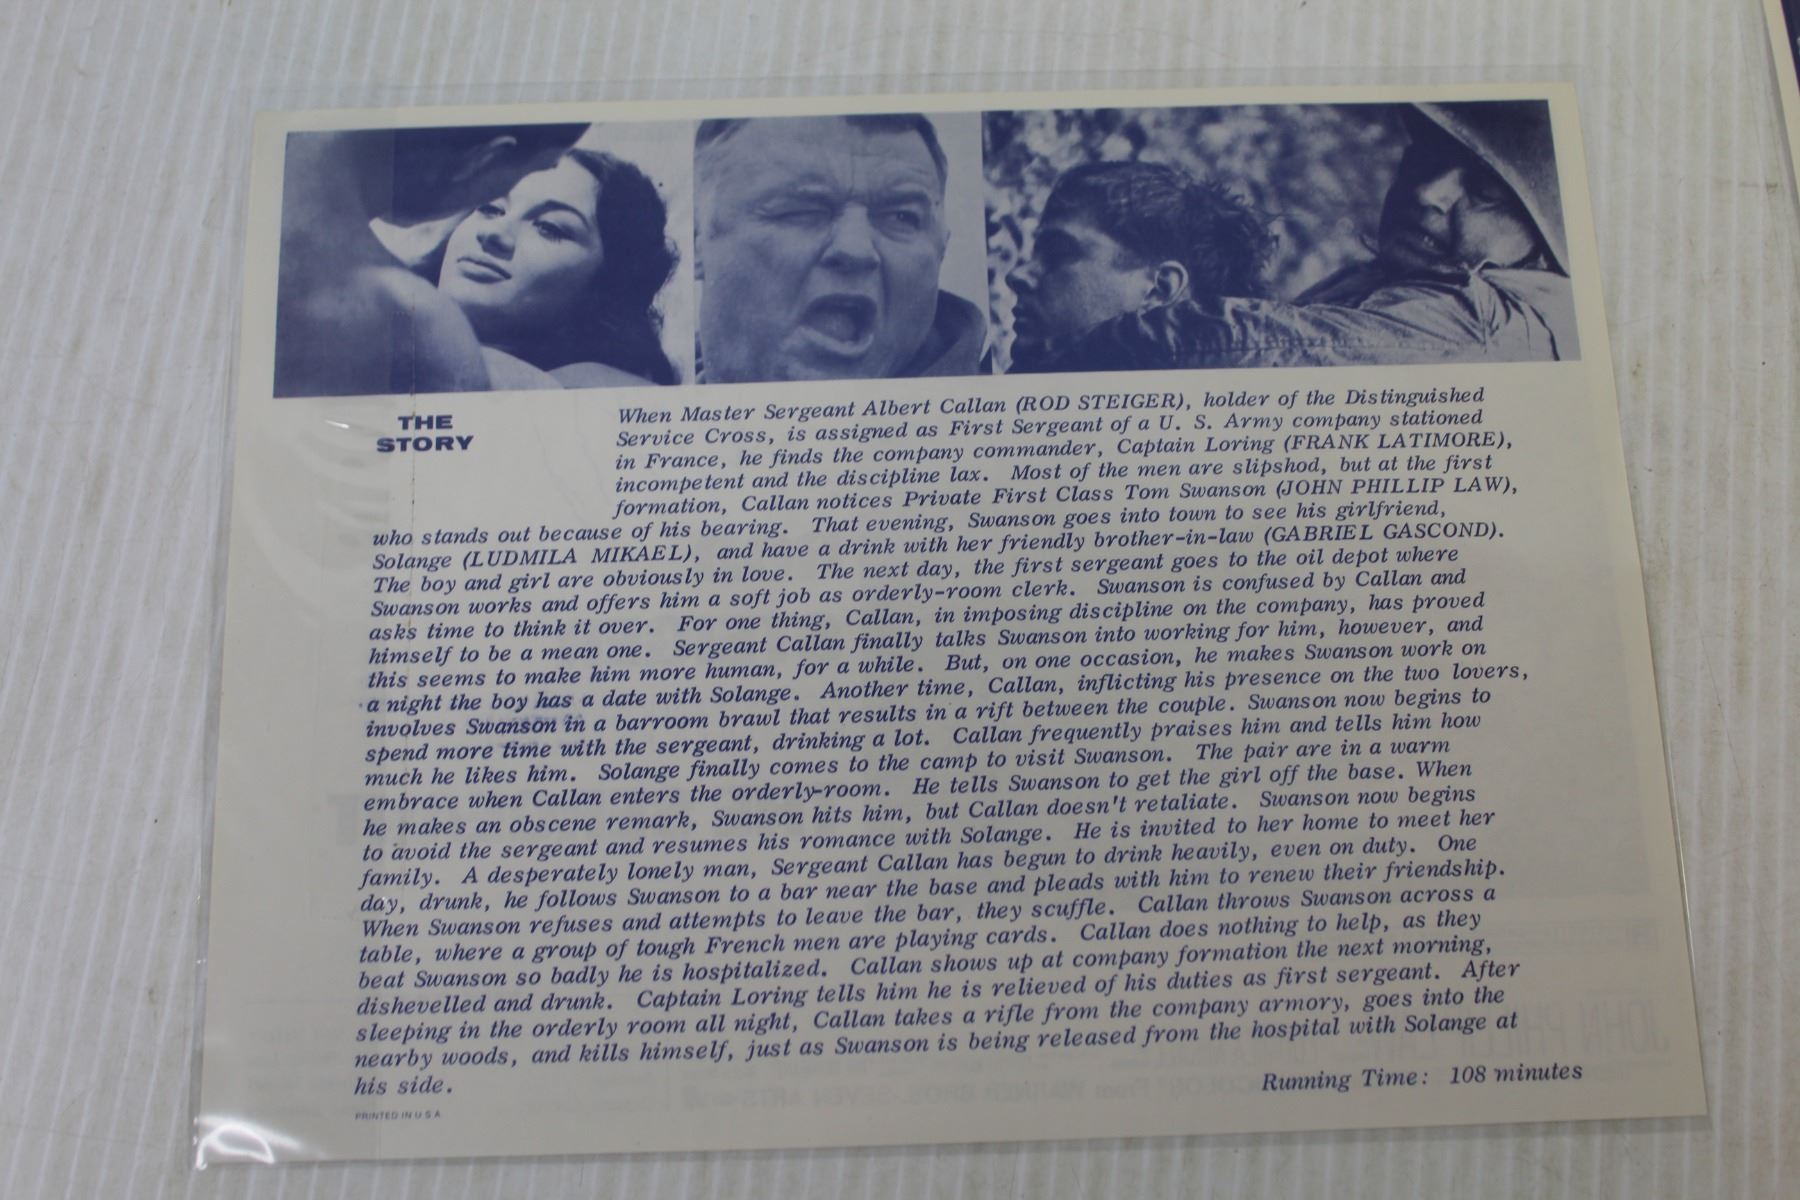 THE
STORY
When Master Sergeant Albert Callan (ROD STEIGER), holder of the Distinguished
Service Cross, is assigned as First Sergeant of a U. S. Army company stationed
in France, he finds the company commander, Captain Loring (FRANK LATIMORE),
incompetent and the discipline lax. Most of the men are slipshod, but at the first
formation, Callan notices Private First Class Tom Swanson (JOHN PHILLIP LAW),
who stands out because of his bearing. That evening, Swanson goes into town to see his girlfriend,
Solange (LUDMILA MIKAEL), and have a drink with her friendly brother-in-law (GABRIEL GASCOND).
The boy and girl are obviously in love. The next day, the first sergeant goes to the oil depot where
Swanson works and offers him a soft job as orderly-room clerk. Swanson is confused by Callan and
asks time to think it over. For one thing, Callan, in imposing discipline on the company, has proved
himself to be a mean one. Sergeant Callan finally talks Swanson into working for him, however, and
this seems to make him more human, for a while. But, on one occasion, he makes Swanson work on
a night the boy has a date with Solange. Another time, Callan, inflicting his presence on the two lovers,
involves Swanson in a barroom brawl that results in a rift between the couple. Swanson now begins to
spend more time with the sergeant, drinking a lot. Callan frequently praises him and tells him how
much he likes him. Solange finally comes to the camp to visit Swanson. The pair are in a warm
embrace when Callan enters the orderly-room. He tells Swanson to get the girl off the base. When
he makes an obscene remark, Swanson hits him, but Callan doesn't retaliate. Swanson now begins
to avoid the sergeant and resumes his romance with Solange. He is invited to her home to meet her
family. A desperately lonely man, Sergeant Callan has begun to drink heavily, even on duty. One
day, drunk, he follows Swanson to a bar near the base and pleads with him to renew their friendship.
When Swanson refuses and attempts to leave the bar, they scuffle. Callan throws Swanson across a
table, where a group of tough French men are playing cards. Callan does nothing to help, as they
beat Swanson so badly he is hospitalized. Callan shows up at company formation the next morning,
dishevelled and drunk. Captain Loring tells him he is relieved of his duties as first sergeant. After
sleeping in the orderly room all night, Callan takes a rifle from the company armory, goes into the
nearby woods, and kills himself, just as Swanson is being released from the hospital with Solange at
his side.
Running Time: 108 minutes
PRINTED IN U S A